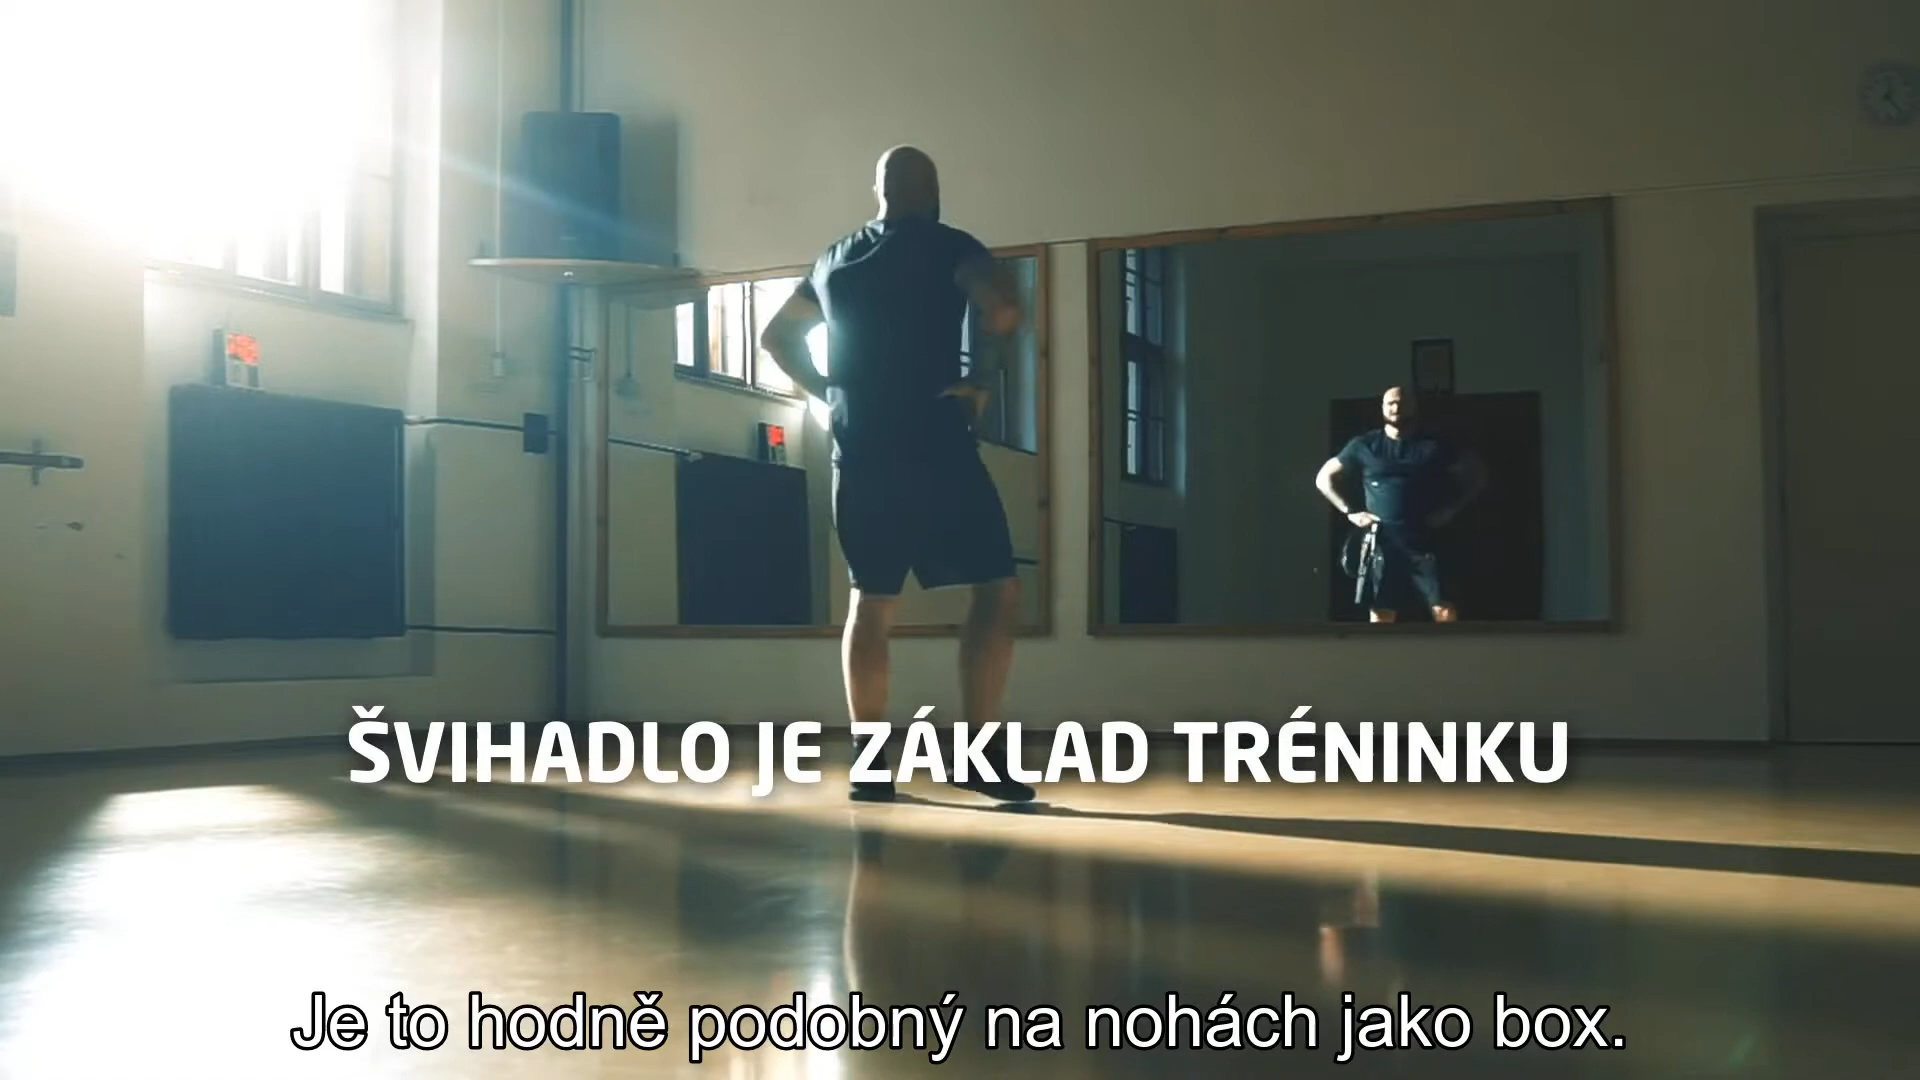 ŠVIHADLO JE ZÁKLAD TRÉNINKU
Je to hodně podobný na nohách jako box.